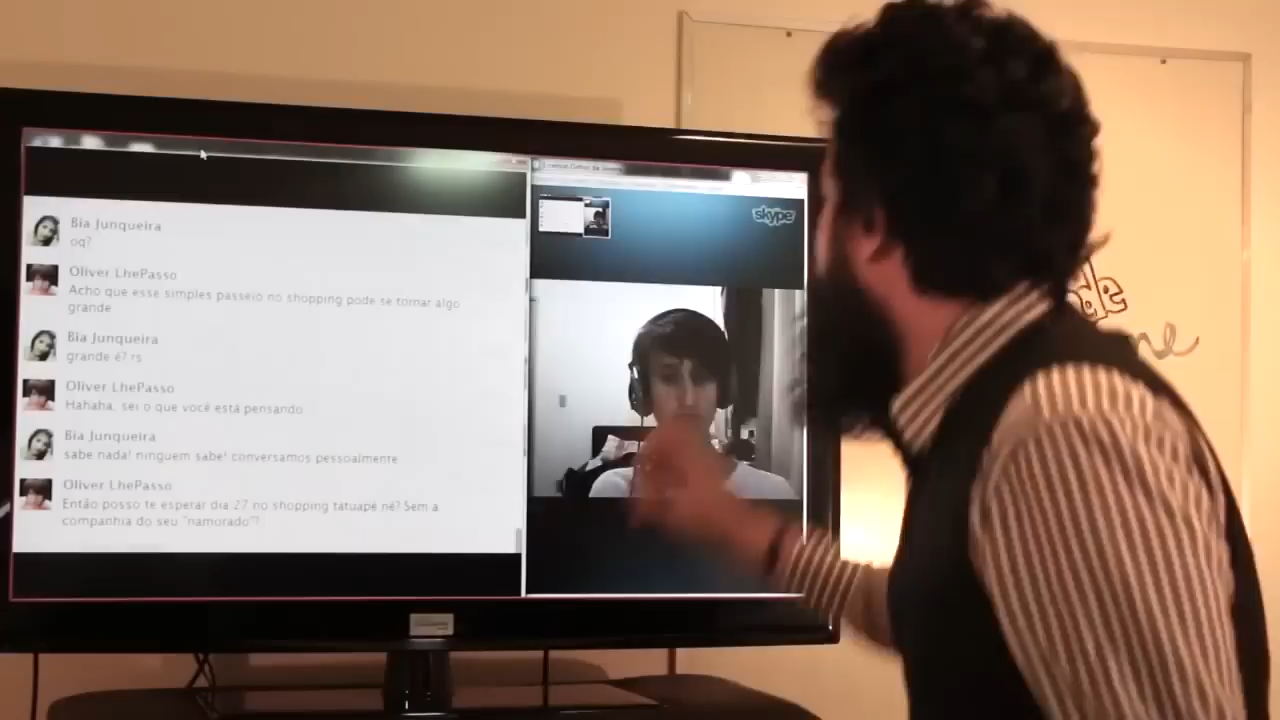 Bia Junqueira
oq?
Oliver LhePasso
Acho que esse simples passeio no shopping pode se tornar algo
grande
Bia Junqueira
grande é? rs
Oliver LhePasso
Hahaha, sei o que você está pensando
Bia Junqueira
sabe nada! ninguem sabe! conversamos pessoalmente
Oliver LhePasso
Então posso te esperar dia 27 no shopping tatuapé né? Sem a
companhia do seu "namorado"!
skype
de